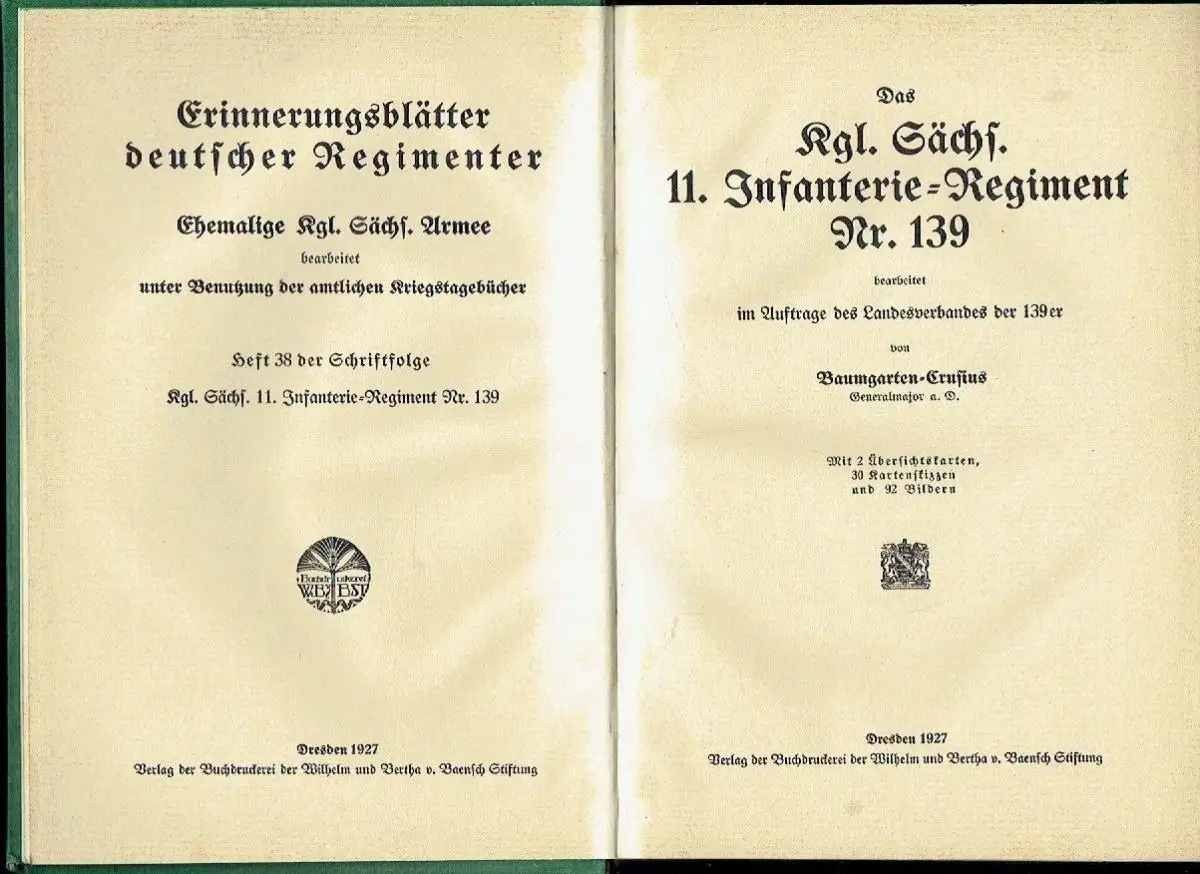 Erinnerungsblätter
deutscher Regimenter
Ehemalige Kgl. Sächs. Armee
bearbeitet
unter Benutzung der amtlichen Kriegstagebücher
Heft 38 der Schriftfolge
Kgl. Sächs. 11. Infanterie=Regiment Nr. 139
Buchdr uckerei
W.B.v. BST
Dresden 1927
Verlag der Buchdruckerei der Wilhelm und Bertha v. Baensch Stiftung
Das
Kgl. Sächs.
11. Infanterie=Regiment
Nr. 139
bearbeitet
im Auftrage des Landesverbandes der 139er
von
Baumgarten-Crusius
Generalmajor a. D.
Mit 2 Übersichtskarten,
30 Kartenskizzen
und 92 Bildern
Dresden 1927
Verlag der Buchdruckerei der Wilhelm und Bertha v. Baensch Stiftung